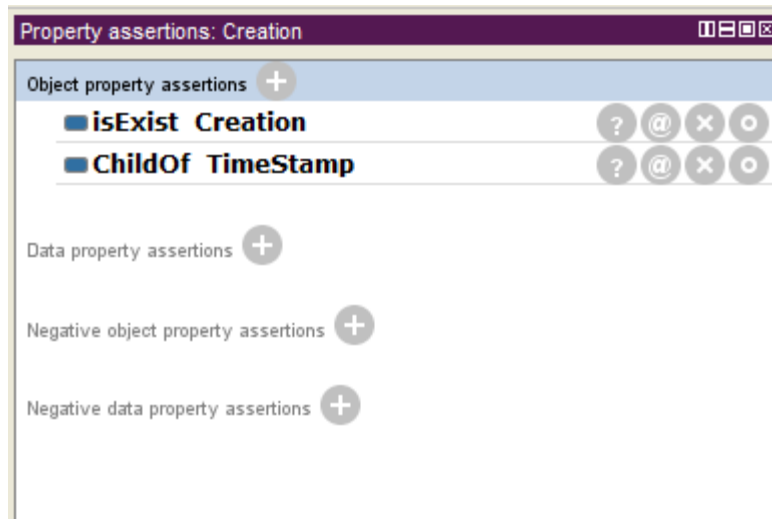 Property assertions: Creation
Object property assertions
isExist Creation
? @
ChildOf TimeStamp
? @
Data property assertions
Negative object property assertions
Negative data property assertions